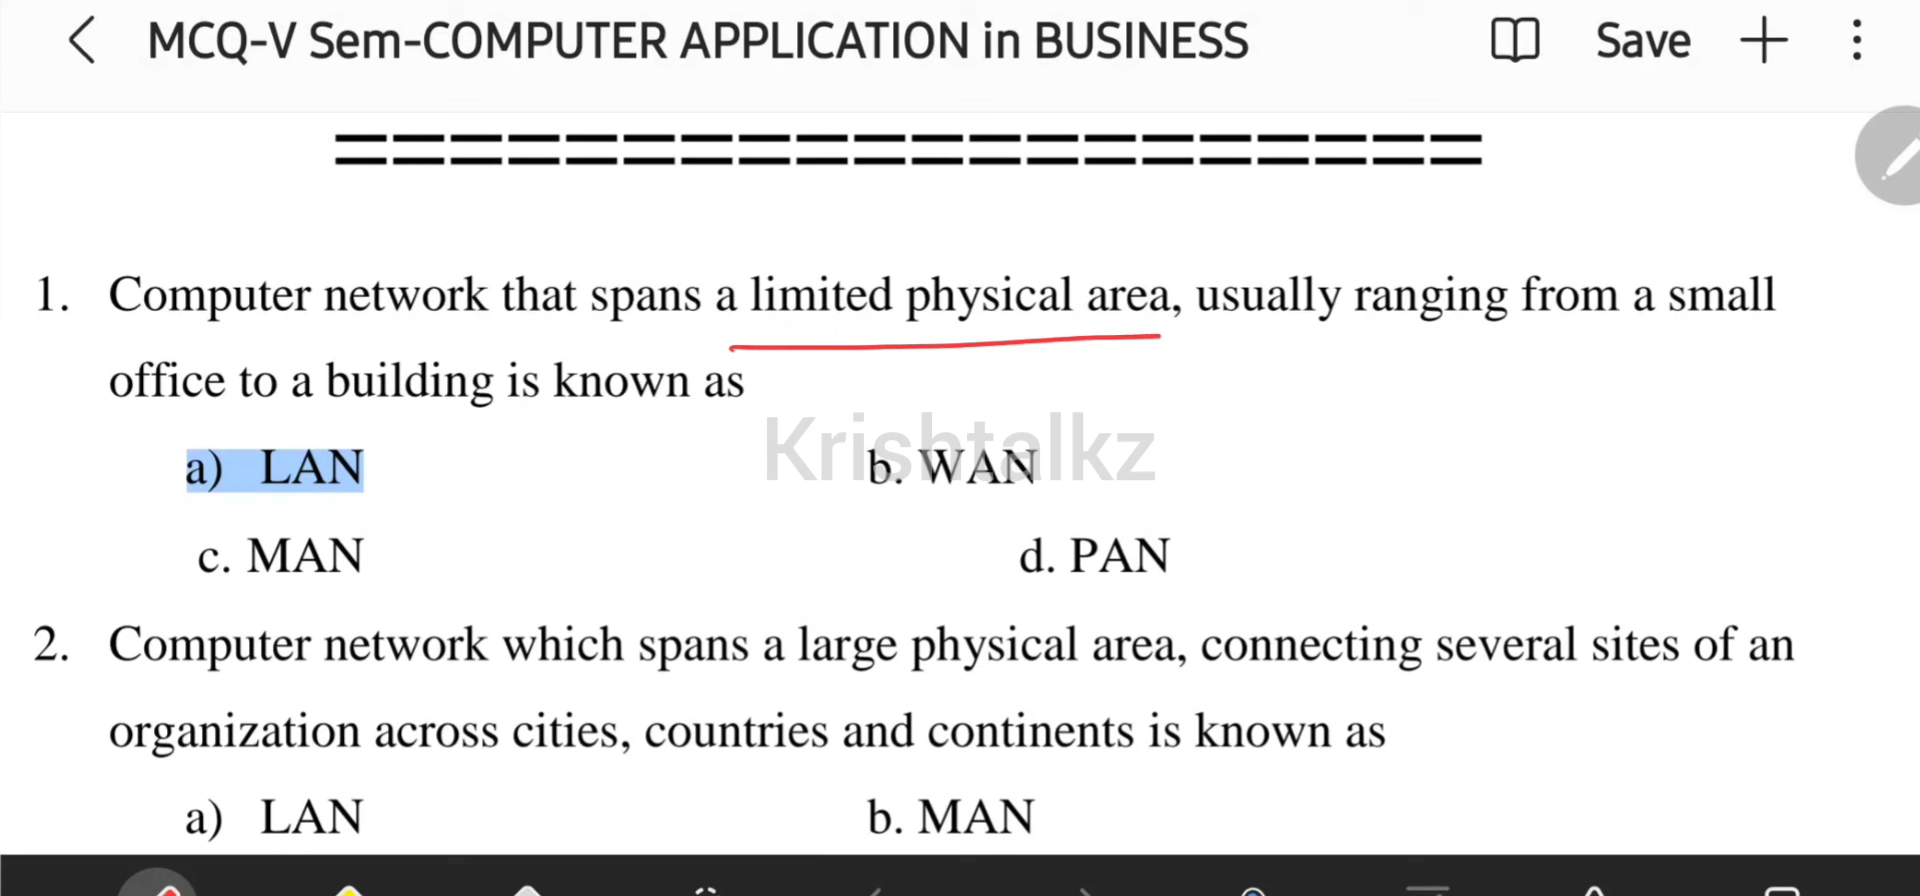 MCQ-V Sem-COMPUTER APPLICATION in BUSINESS Save
====================
1. Computer network that spans a limited physical area, usually ranging from a small
office to a building is known as
Krishtalkz
a) LAN b. WAN
c. MAN d. PAN
2. Computer network which spans a large physical area, connecting several sites of an
organization across cities, countries and continents is known as
a) LAN b. MAN